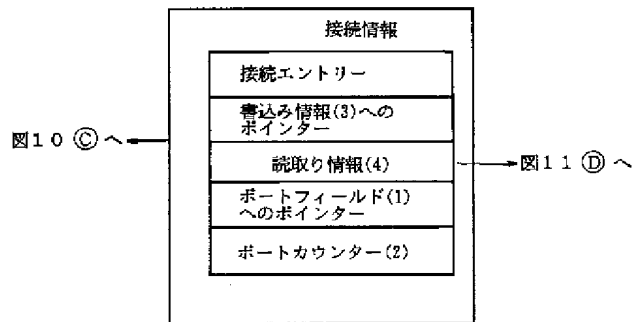 接続情報
接続エントリー
書込み情報(3)への
ポインター
図10 Ⓒ へ
読取り情報(4)
図11 Ⓓ へ
ポートフィールド(1)
へのポインター
ポートカウンター(2)